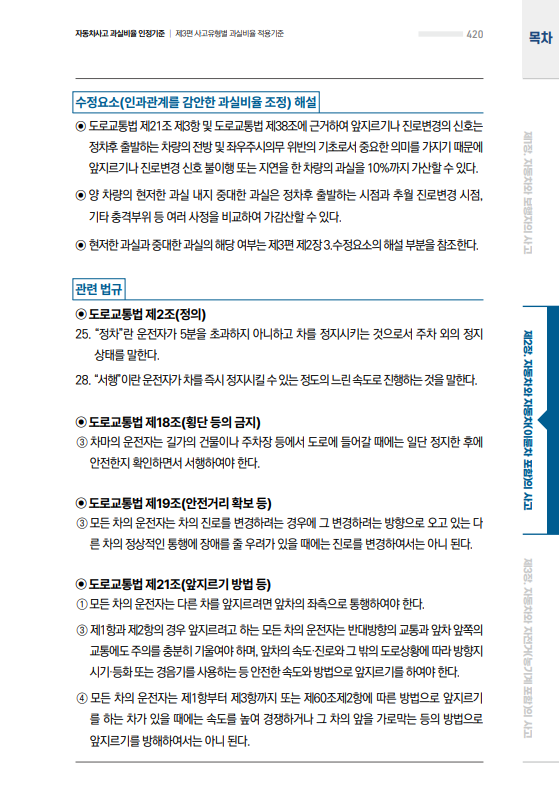 자동차사고 과실비율 인정기준 | 제3편 사고유형별 과실비율 적용기준
420
목차
수정요소(인과관계를 감안한 과실비율 조정) 해설
◉ 도로교통법 제21조 제3항 및 도로교통법 제38조에 근거하여 앞지르기나 진로변경의 신호는
정차후 출발하는 차량의 전방 및 좌우주시의무 위반의 기초로서 중요한 의미를 가지기 때문에
앞지르기나 진로변경 신호 불이행 또는 지연을 한 차량의 과실을 10%까지 가산할 수 있다.
◉ 양 차량의 현저한 과실 내지 중대한 과실은 정차후 출발하는 시점과 추월 진로변경 시점,
기타 충격부위 등 여러 사정을 비교하여 가감산할 수 있다.
◉ 현저한 과실과 중대한 과실의 해당 여부는 제3편 제2장 3.수정요소의 해설 부분을 참조한다.
관련 법규
◉ 도로교통법 제2조(정의)
25. “정차”란 운전자가 5분을 초과하지 아니하고 차를 정지시키는 것으로서 주차 외의 정지
상태를 말한다.
28. “서행”이란 운전자가 차를 즉시 정지시킬 수 있는 정도의 느린 속도로 진행하는 것을 말한다.
◉ 도로교통법 제18조(횡단 등의 금지)
③ 차마의 운전자는 길가의 건물이나 주차장 등에서 도로에 들어갈 때에는 일단 정지한 후에
안전한지 확인하면서 서행하여야 한다.
◉ 도로교통법 제19조(안전거리 확보 등)
③ 모든 차의 운전자는 차의 진로를 변경하려는 경우에 그 변경하려는 방향으로 오고 있는 다
른 차의 정상적인 통행에 장애를 줄 우려가 있을 때에는 진로를 변경하여서는 아니 된다.
◉ 도로교통법 제21조(앞지르기 방법 등)
① 모든 차의 운전자는 다른 차를 앞지르려면 앞차의 좌측으로 통행하여야 한다.
③ 제1항과 제2항의 경우 앞지르려고 하는 모든 차의 운전자는 반대방향의 교통과 앞차 앞쪽의
교통에도 주의를 충분히 기울여야 하며, 앞차의 속도·진로와 그 밖의 도로상황에 따라 방향지
시기·등화 또는 경음기를 사용하는 등 안전한 속도와 방법으로 앞지르기를 하여야 한다.
④ 모든 차의 운전자는 제1항부터 제3항까지 또는 제60조제2항에 따른 방법으로 앞지르기
를 하는 차가 있을 때에는 속도를 높여 경쟁하거나 그 차의 앞을 가로막는 등의 방법으로
앞지르기를 방해하여서는 아니 된다.
제1장. 자동차와 보행자의 사고
제2장. 자동차와 자동차(이륜차 포함)의 사고
제3장. 자동차와 자전거(농기계 포함)의 사고